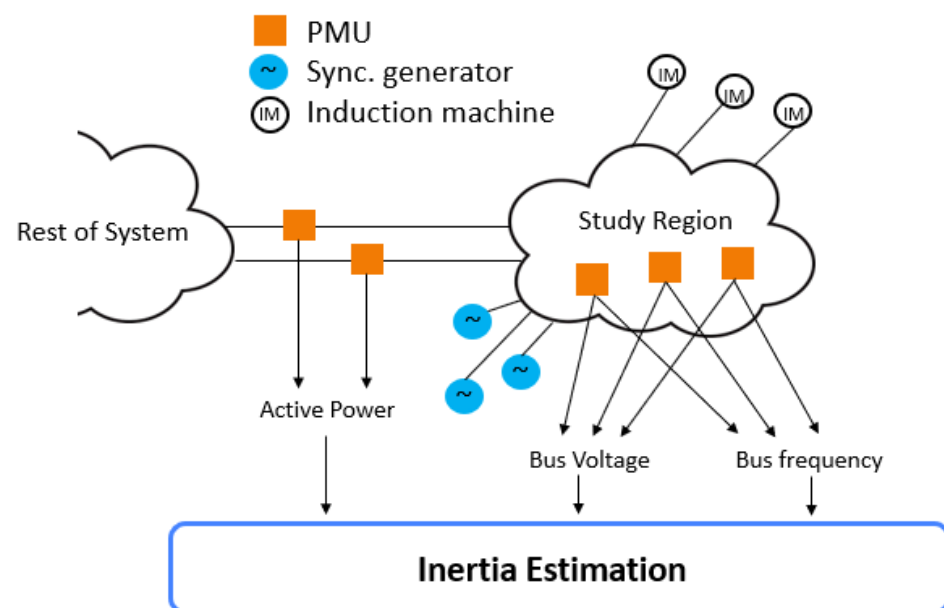 PMU
~ Sync. generator
IM Induction machine
IM
IM
IM
Rest of System
Study Region
~
~
~
Active Power
Bus Voltage
Bus frequency
Inertia Estimation